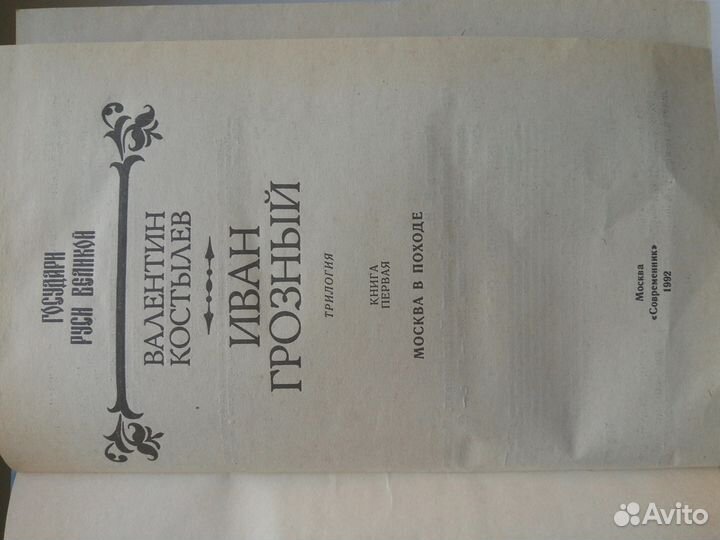 ГОСУДАРИ
РУСИ ВЕЛИКОЙ
ВАЛЕНТИН
КОСТЫЛЕВ
ИВАН
ГРОЗНЫЙ
ТРИЛОГИЯ
КНИГА
ПЕРВАЯ
МОСКВА В ПОХОДЕ
Москва
«Современник»
1992
Avito